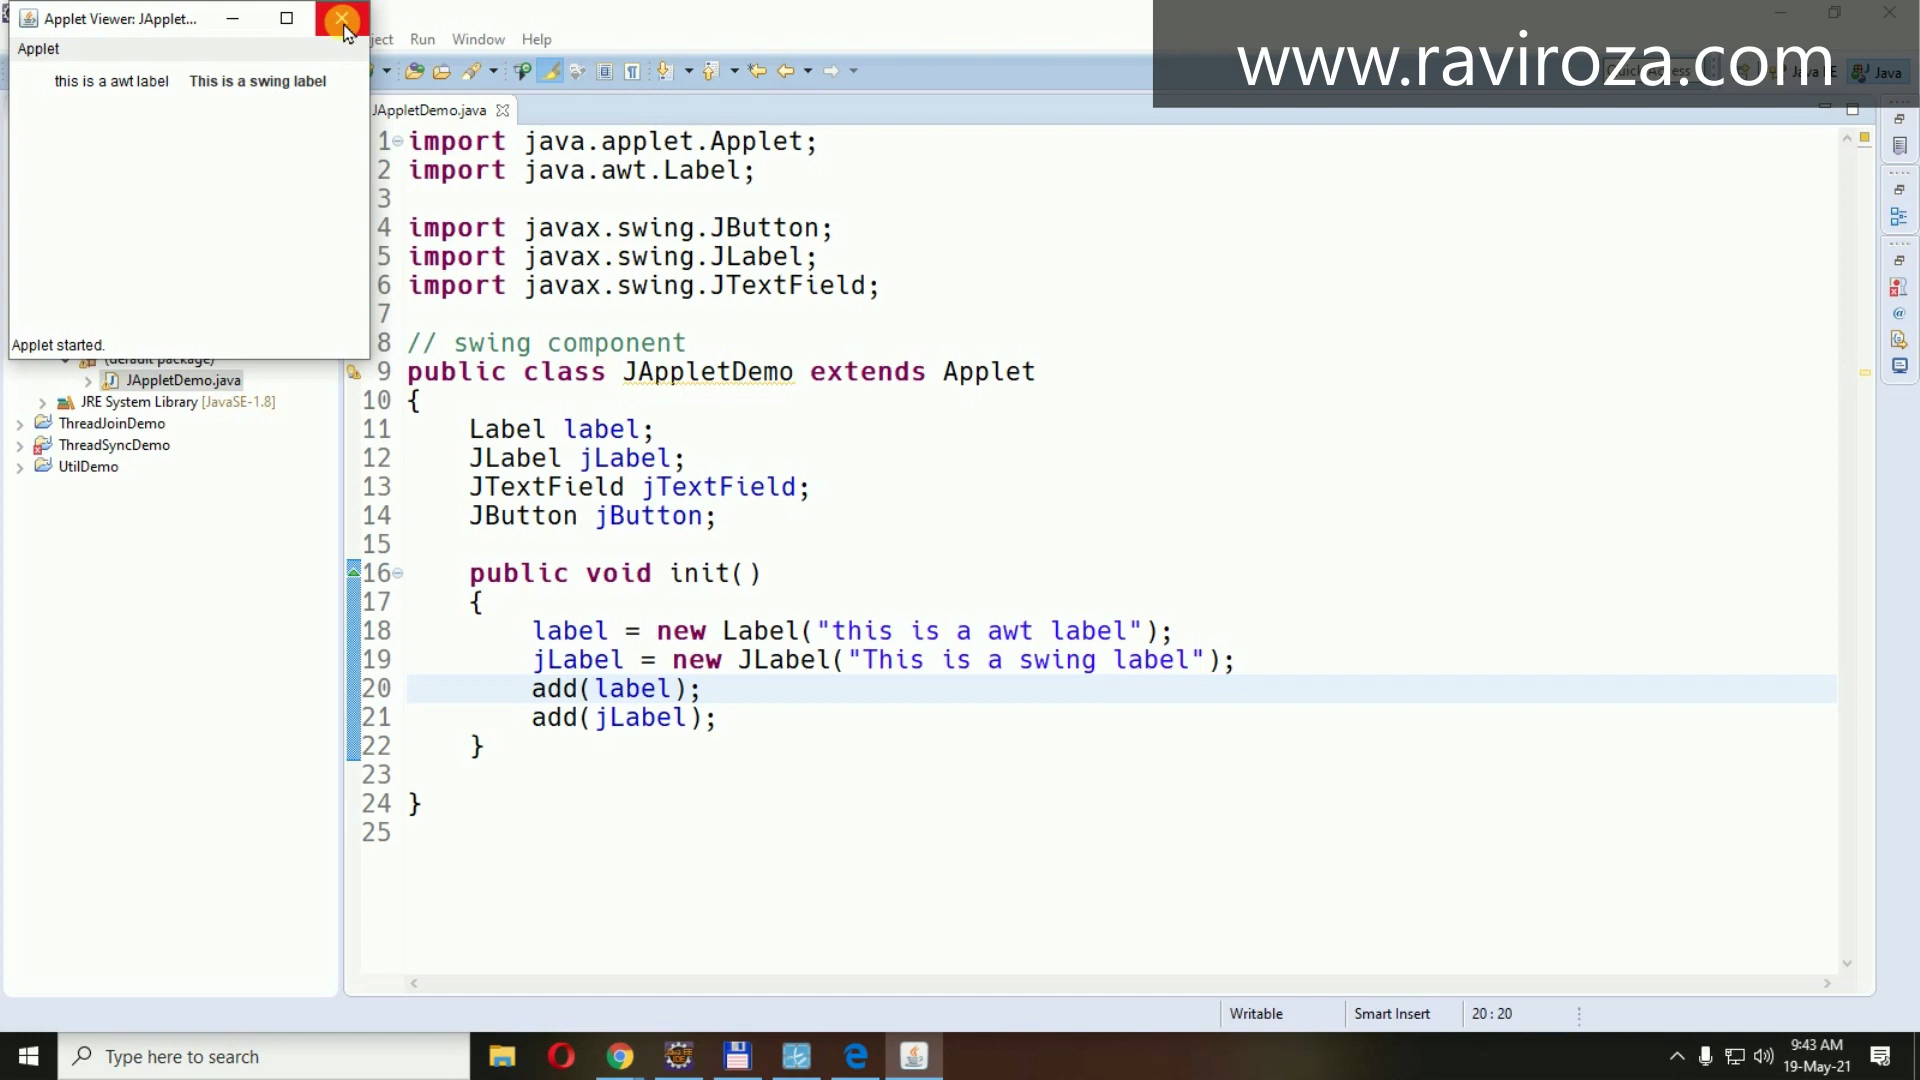 Applet Viewer: JApplet...
Applet
this is a awt label
This is a swing label
Applet started.
ject
Run
Window
Help
www.raviroza.com
Java EE
Java
JAppletDemo.java
1 import java.applet.Applet;
2 import java.awt.Label;
3
4 import javax.swing.JButton;
5 import javax.swing.JLabel;
6 import javax.swing.JTextField;
7
8 // swing component
9 public class JAppletDemo extends Applet
10 {
11 Label label;
12 JLabel jLabel;
13 JTextField jTextField;
14 JButton jButton;
15
16 public void init()
17 {
18 label = new Label("this is a awt label");
19 jLabel = new JLabel("This is a swing label");
20 add(label);
21 add(jLabel);
22 }
23
24 }
25
(default package)
JAppletDemo.java
JRE System Library [JavaSE-1.8]
ThreadJoinDemo
ThreadSyncDemo
UtilDemo
Writable
Smart Insert
20 : 20
Type here to search
9:43 AM
19-May-21